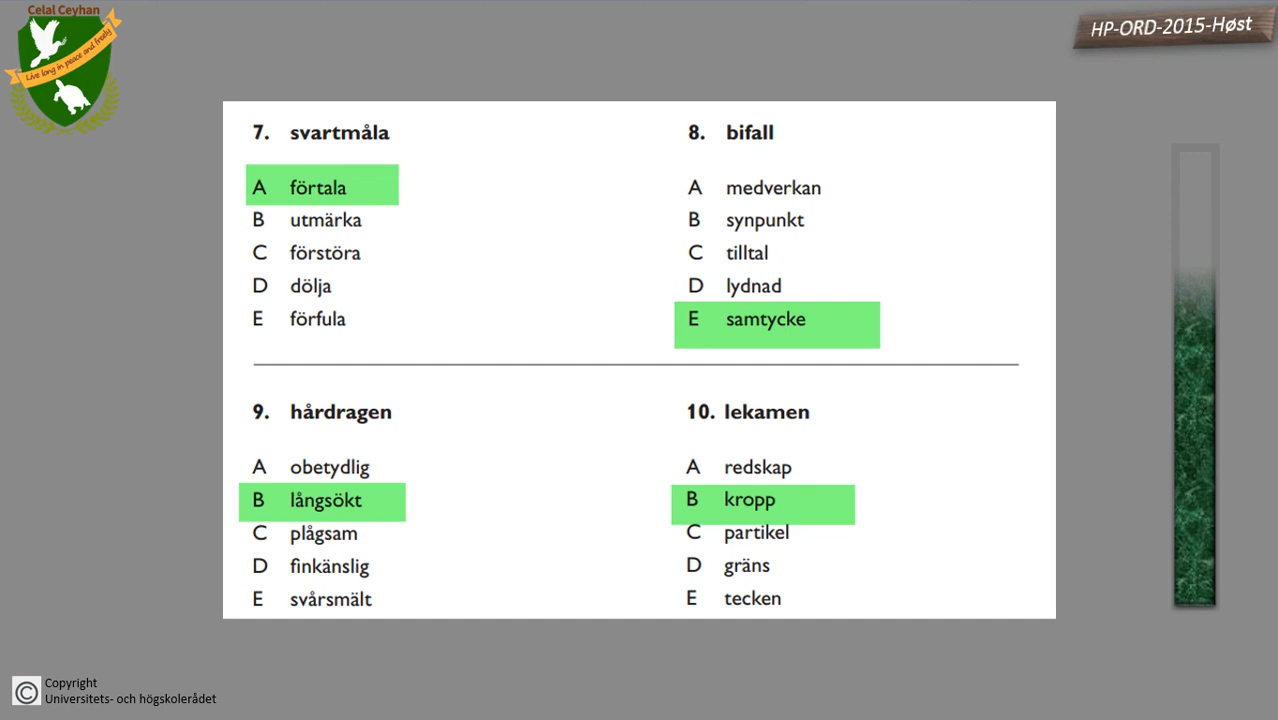 Celal Ceyhan
Live long in peace and freely
HP-ORD-2015-Høst
7. svartmåla
A förtala
B utmärka
C förstöra
D dölja
E förfula
8. bifall
A medverkan
B synpunkt
C tilltal
D lydnad
E samtycke
9. hårdragen
A obetydlig
B långsökt
C plågsam
D finkänslig
E svårsmält
10. lekamen
A redskap
B kropp
C partikel
D gräns
E tecken
© Copyright
Universitets- och högskolerådet